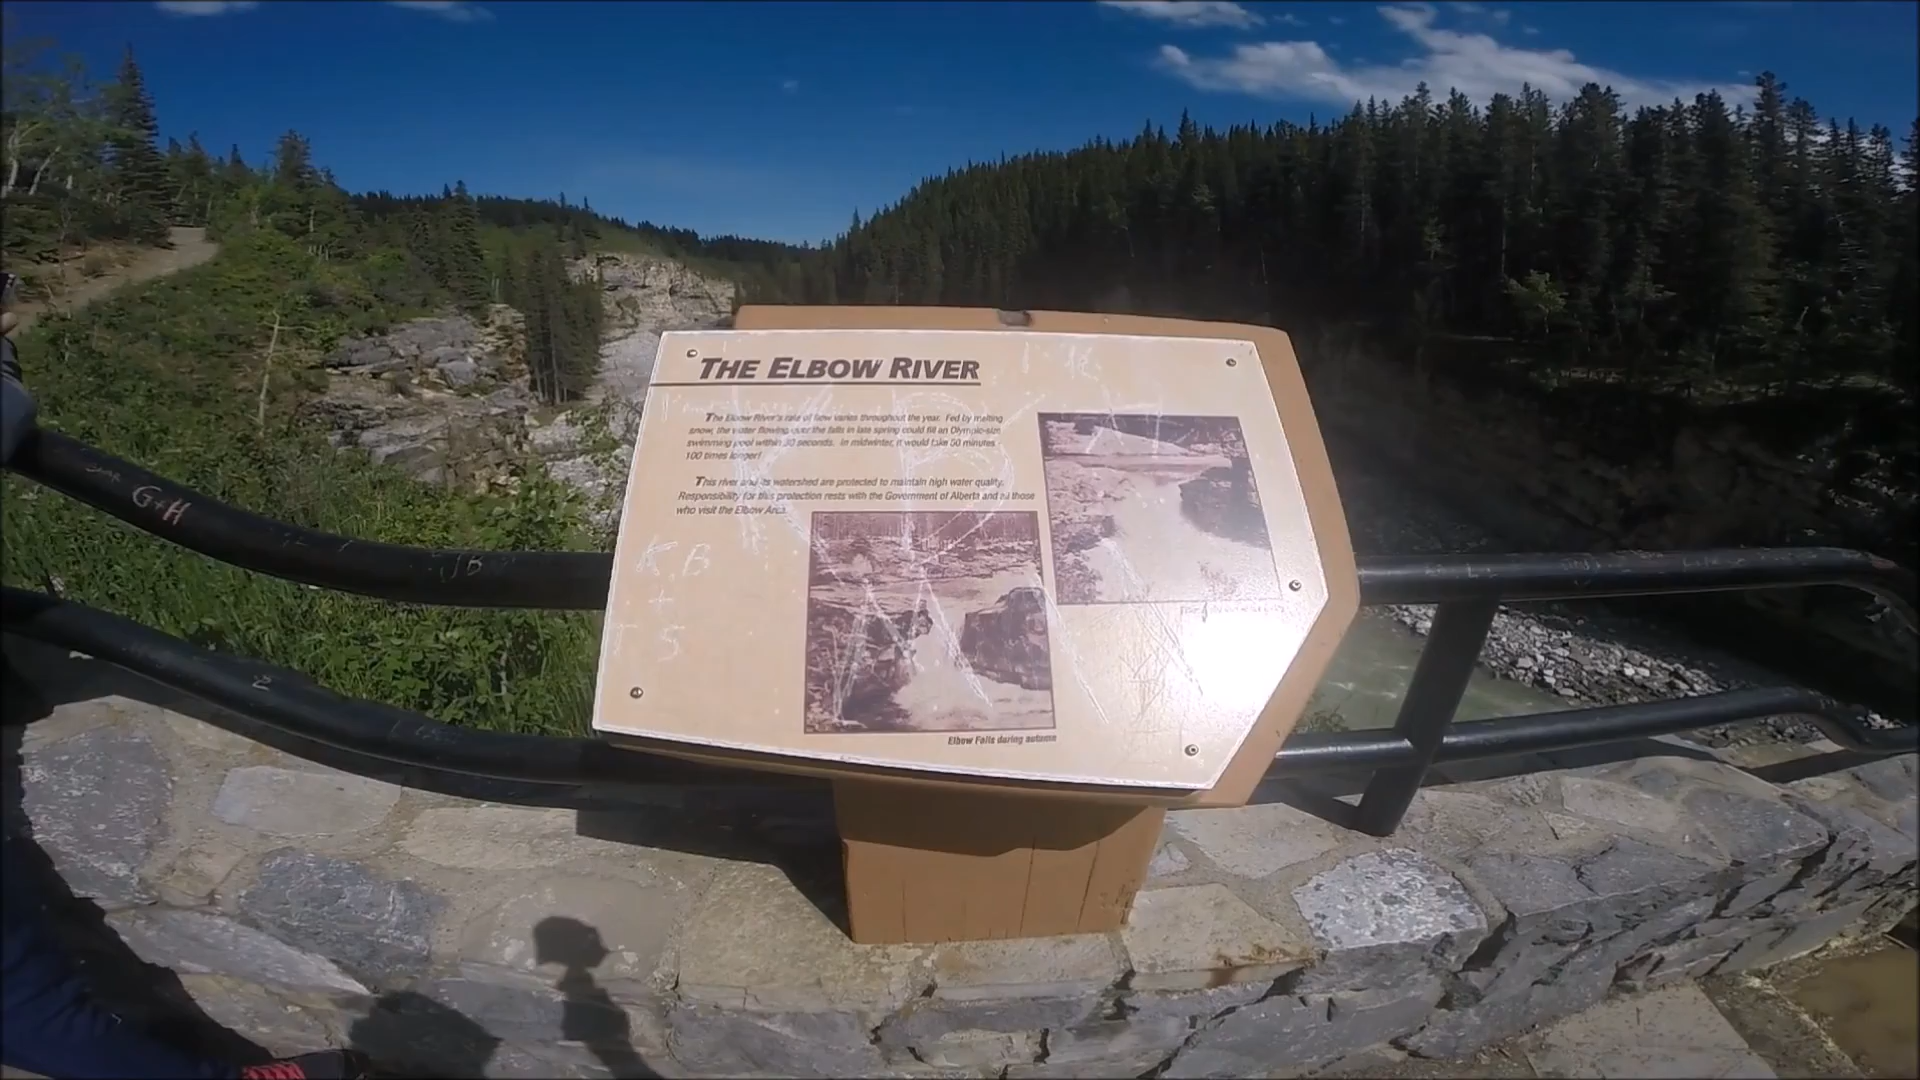 THE ELBOW RIVER
The Elbow River's rate of flow varies throughout the year. Fed by melting
snow, the water flowing over the falls in late spring could fill an Olympic-size
swimming pool within 30 seconds. In midwinter, it would take 50 minutes -
100 times longer!
This river and its watershed are protected to maintain high water quality.
Responsibility for this protection rests with the Government of Alberta and all those
who visit the Elbow Area.
Elbow Falls during autumn
K.B
+
T S
G+H
JB